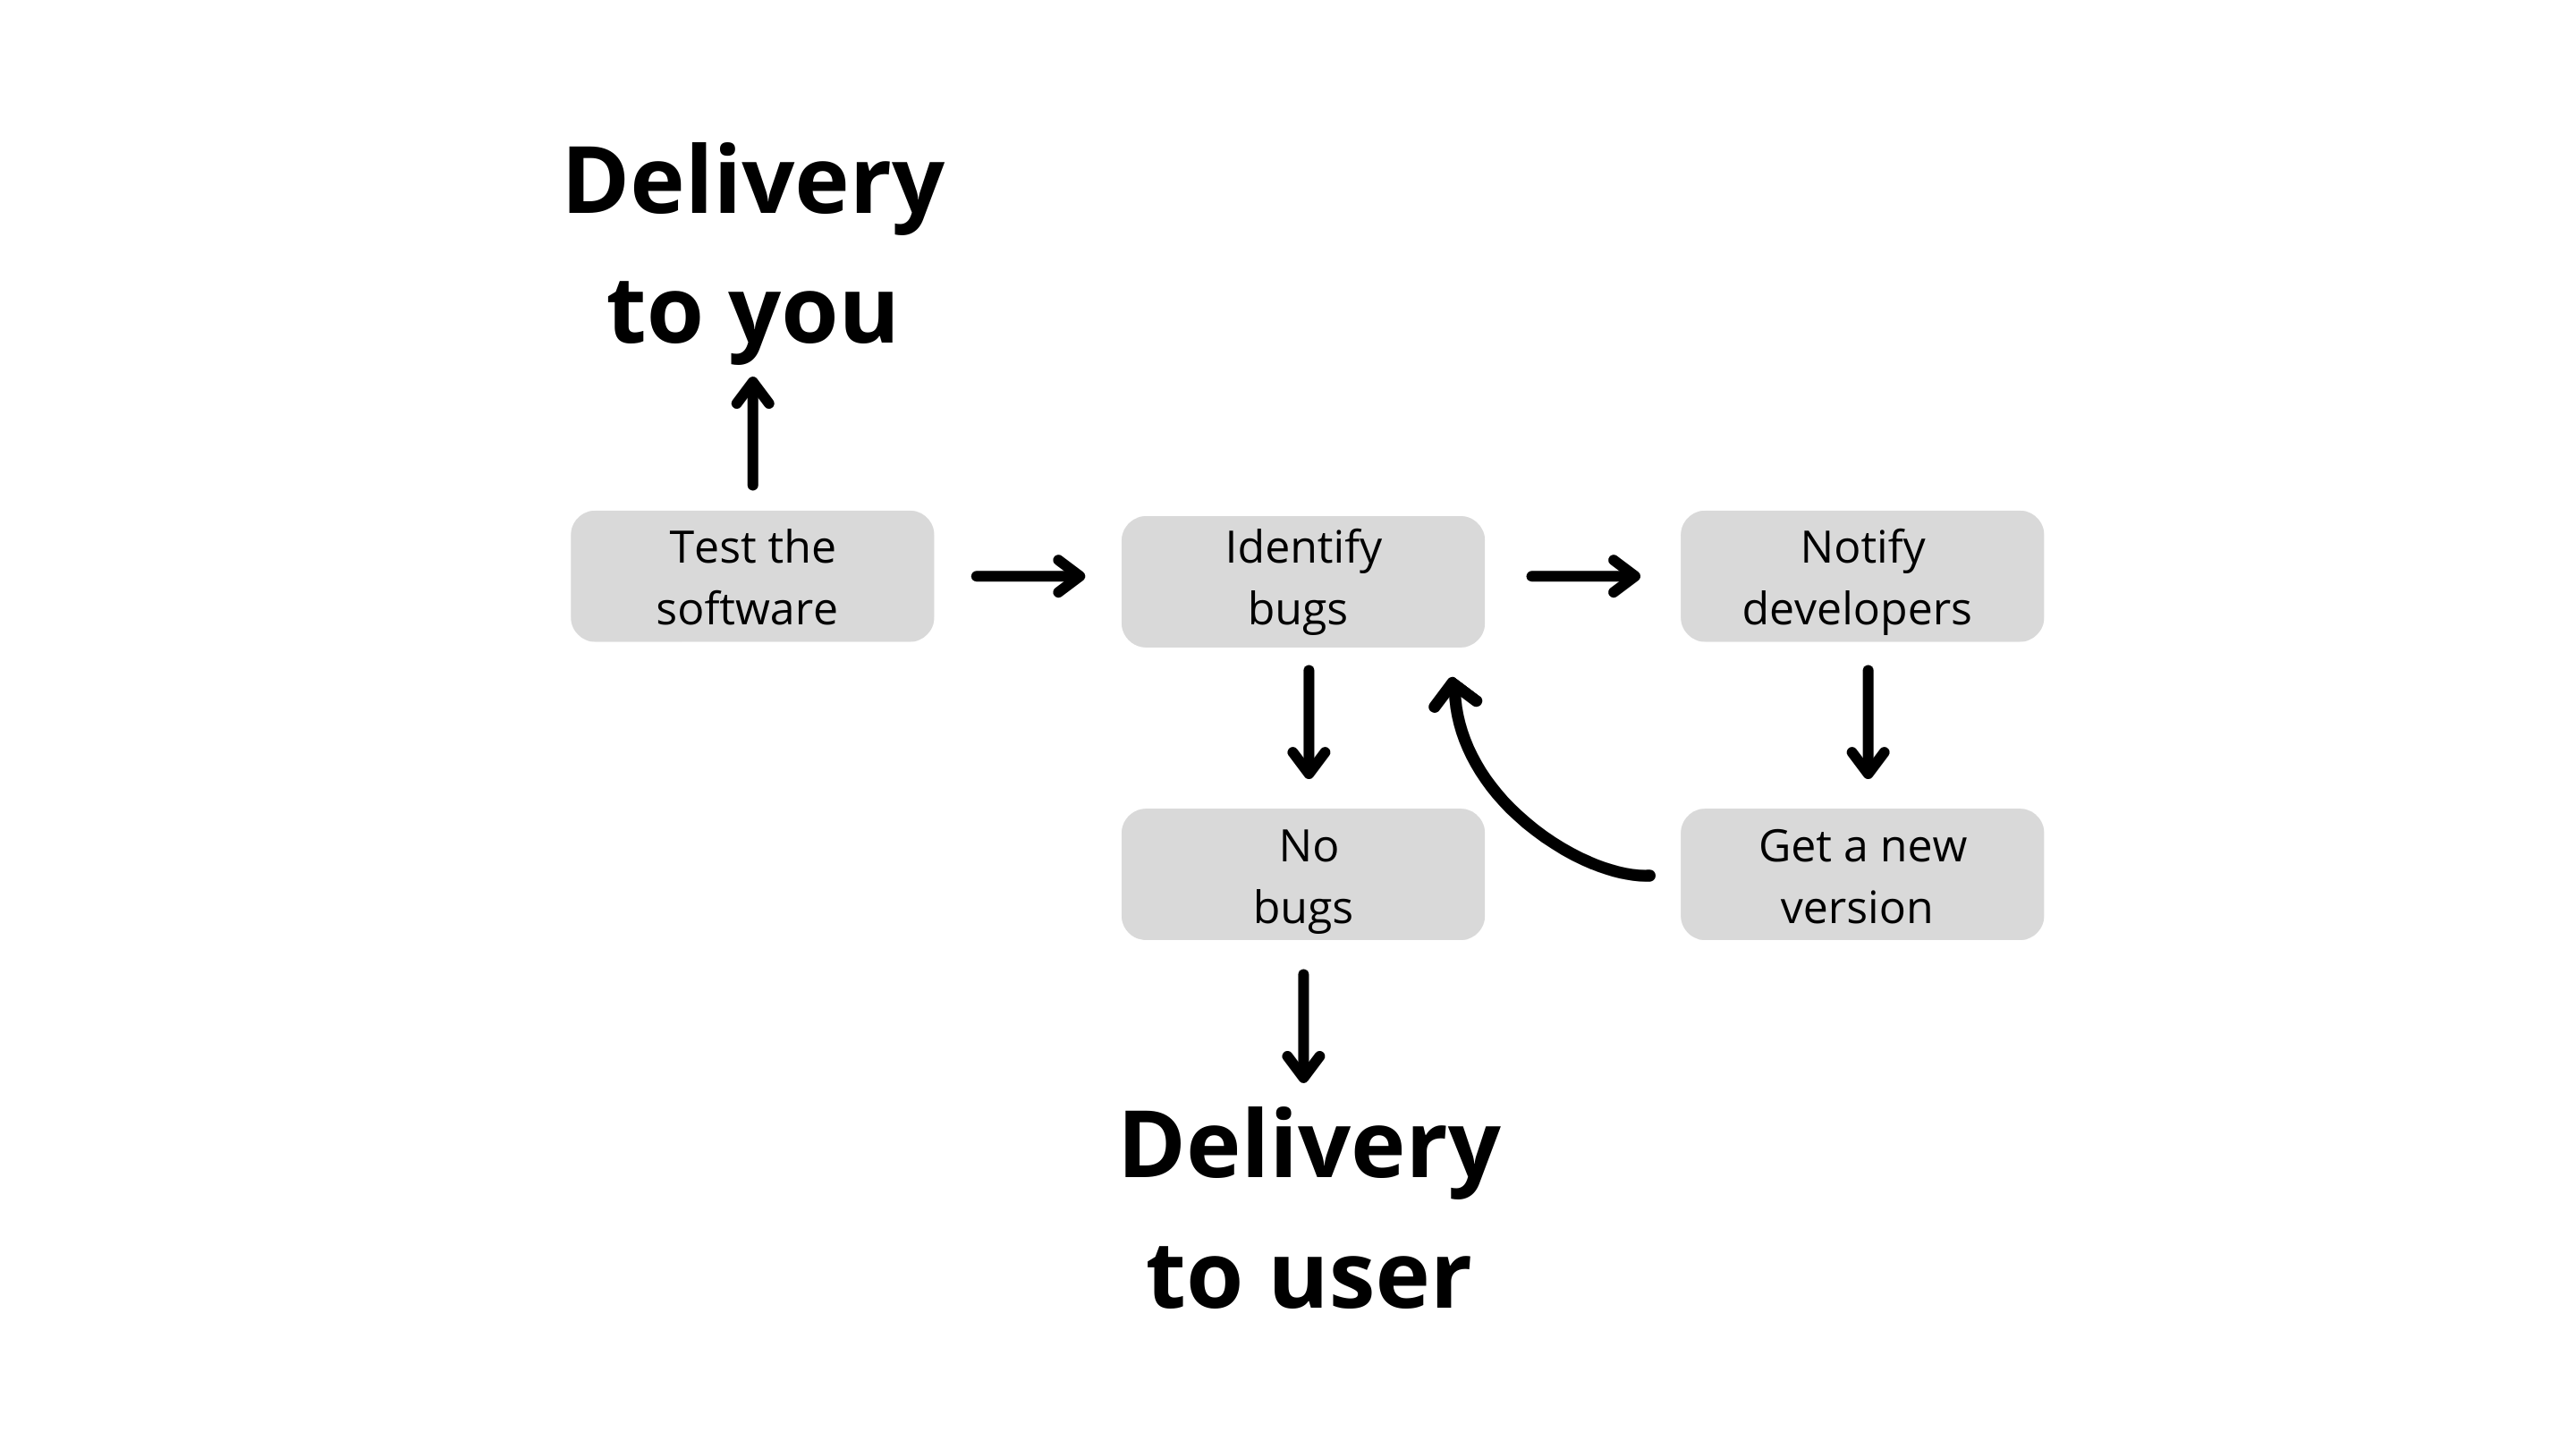 Delivery
to you
Test the
software
Identify
bugs
Notify
developers
No
bugs
Get a new
version
Delivery
to user